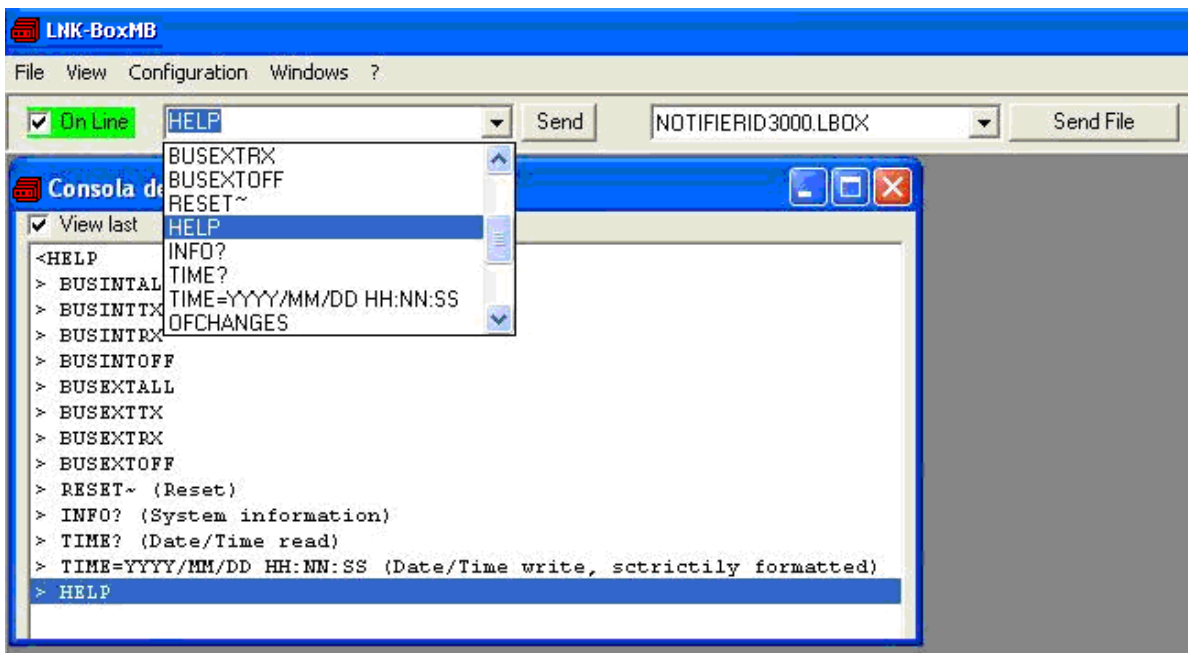 LNK-BoxMB
File View Configuration Windows ?
On Line HELP Send NOTIFIERID3000.LBOX Send File
BUSEXTRX
BUSEXTOFF
RESET~
HELP
INFO?
TIME?
TIME=YYYY/MM/DD HH:NN:SS
OFCHANGES
Consola
View last
<HELP
> BUSINTAL
> BUSINTTX
> BUSINTRX
> BUSINTOFF
> BUSEXTALL
> BUSEXTTX
> BUSEXTRX
> BUSEXTOFF
> RESET~ (Reset)
> INFO? (System information)
> TIME? (Date/Time read)
> TIME=YYYY/MM/DD HH:NN:SS (Date/Time write, sctrictily formatted)
> HELP